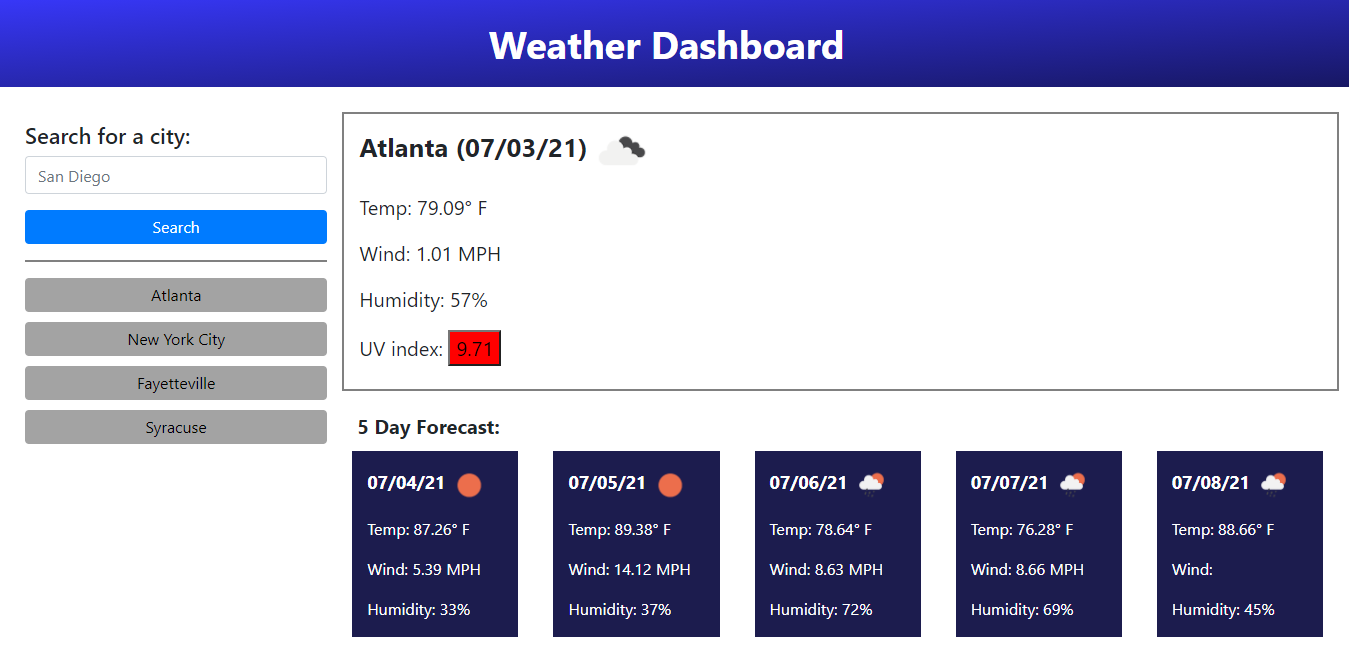 Weather Dashboard
Search for a city:
San Diego
Search
Atlanta
New York City
Fayetteville
Syracuse
Atlanta (07/03/21)
Temp: 79.09° F
Wind: 1.01 MPH
Humidity: 57%
UV index: 9.71
5 Day Forecast:
07/04/21
Temp: 87.26° F
Wind: 5.39 MPH
Humidity: 33%
07/05/21
Temp: 89.38° F
Wind: 14.12 MPH
Humidity: 37%
07/06/21
Temp: 78.64° F
Wind: 8.63 MPH
Humidity: 72%
07/07/21
Temp: 76.28° F
Wind: 8.66 MPH
Humidity: 69%
07/08/21
Temp: 88.66° F
Wind:
Humidity: 45%